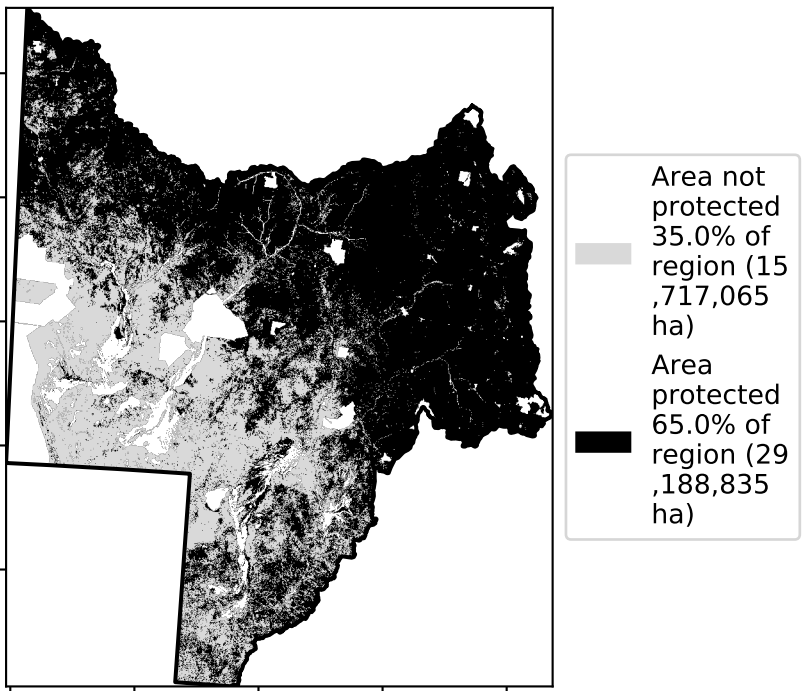 Area not
protected
35.0% of
region (15
,717,065
ha)
Area
protected
65.0% of
region (29
,188,835
ha)